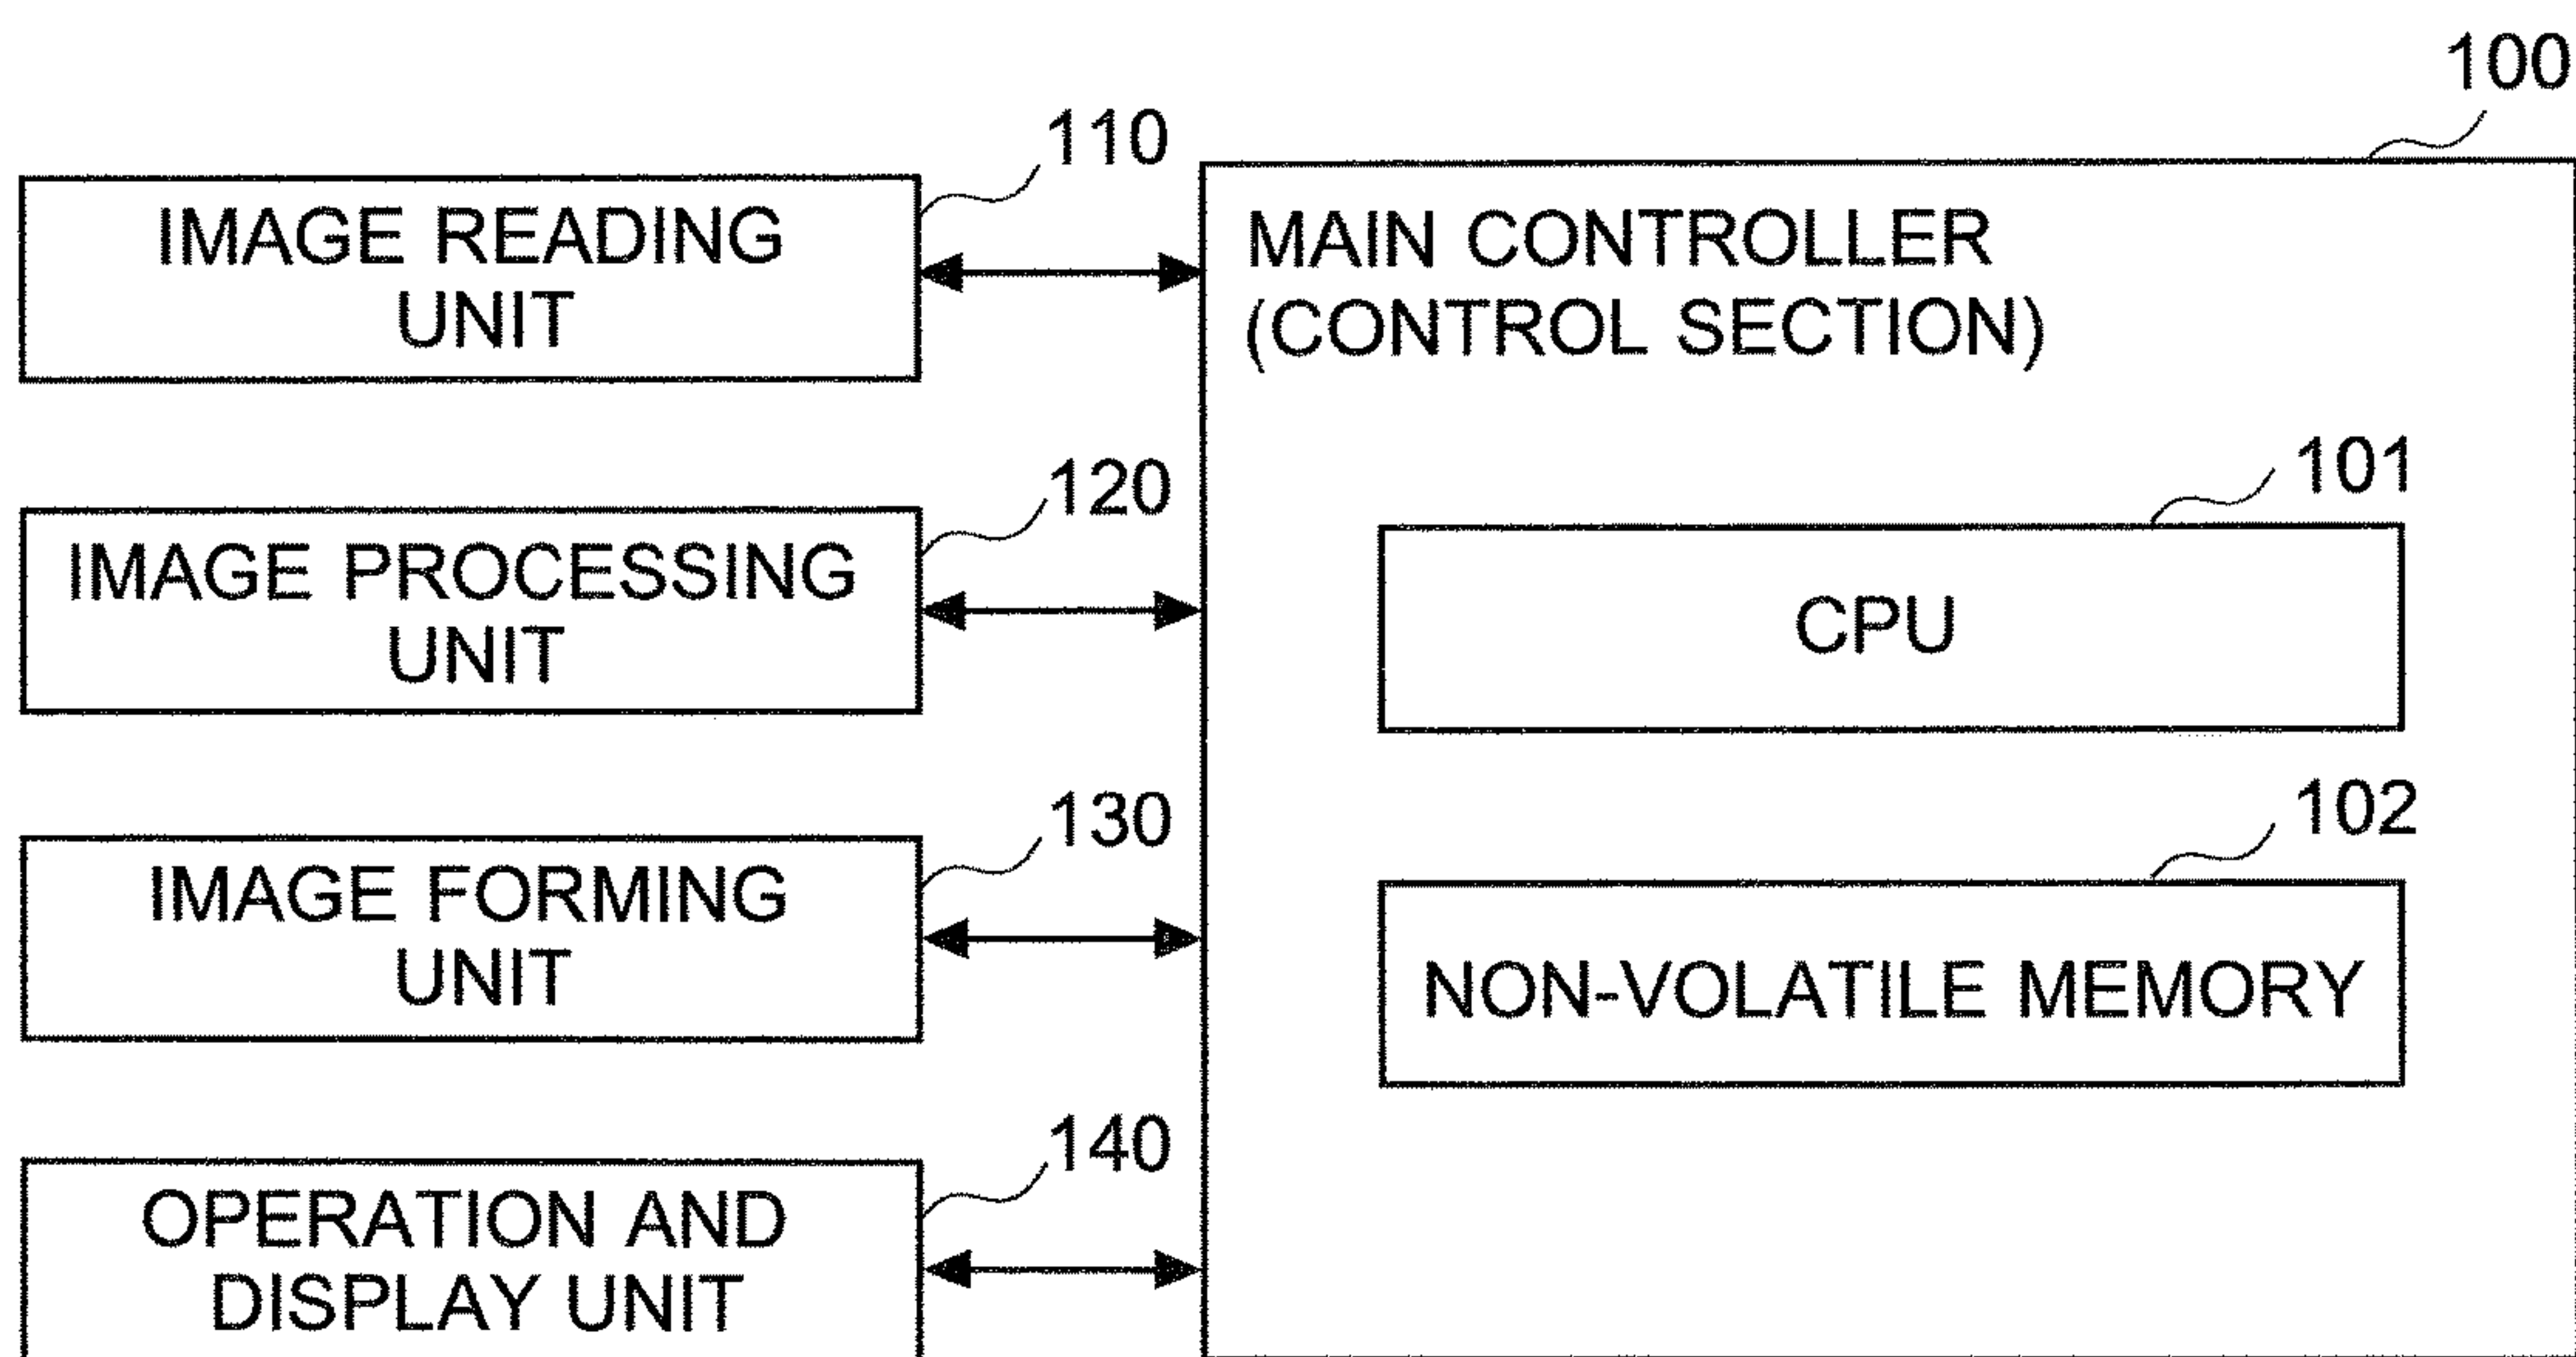 100
110
IMAGE READING
UNIT
MAIN CONTROLLER
(CONTROL SECTION)
120
IMAGE PROCESSING
UNIT
101
CPU
130
IMAGE FORMING
UNIT
102
NON-VOLATILE MEMORY
140
OPERATION AND
DISPLAY UNIT